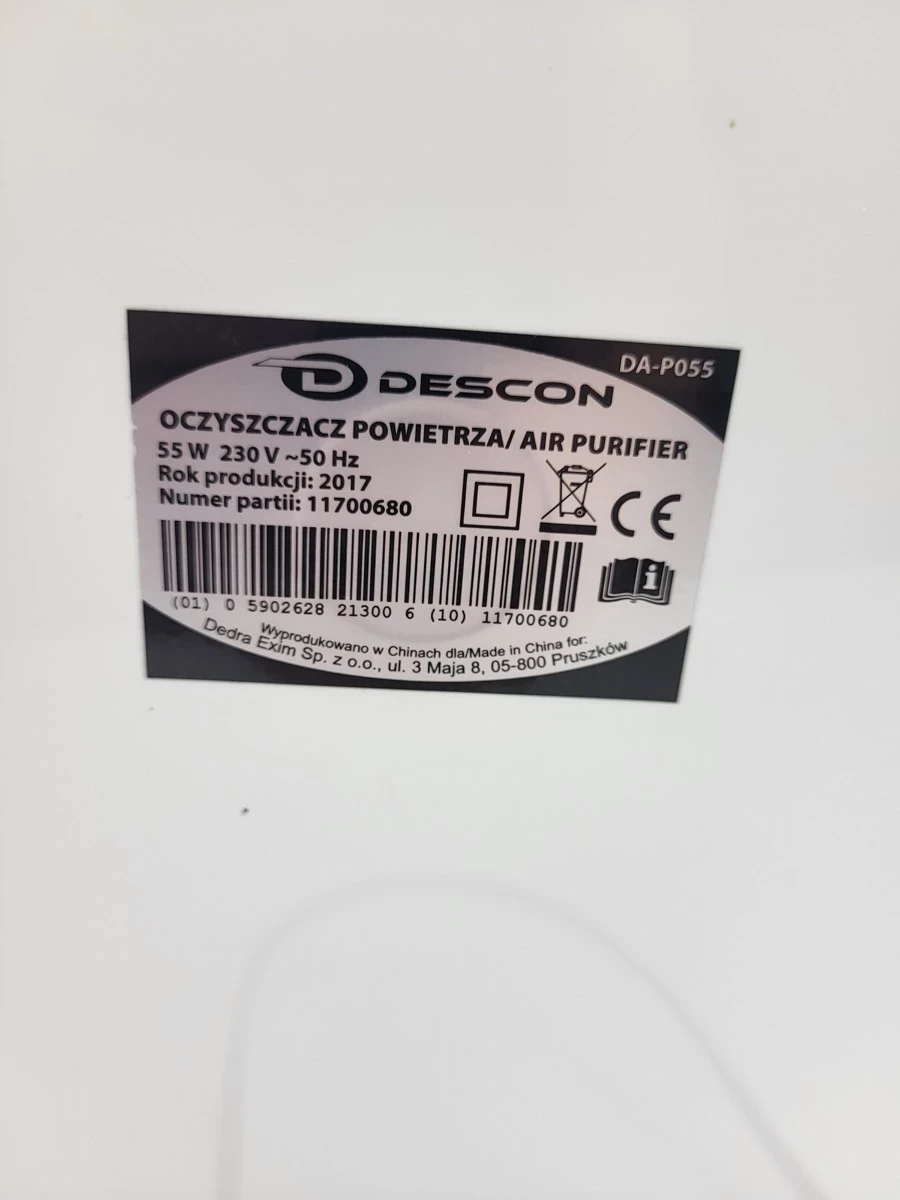 DA-P055
D DESCON
OCZYSZCZACZ POWIETRZA/ AIR PURIFIER
55 W 230 V ~50 Hz
Rok produkcji: 2017
Numer partii: 11700680
CE
i
(01) 0 5902628 21300 6 (10) 11700680
Wyprodukowano w Chinach dla/Made in China for:
Dedra Exim Sp. z o.o., ul. 3 Maja 8, 05-800 Pruszków